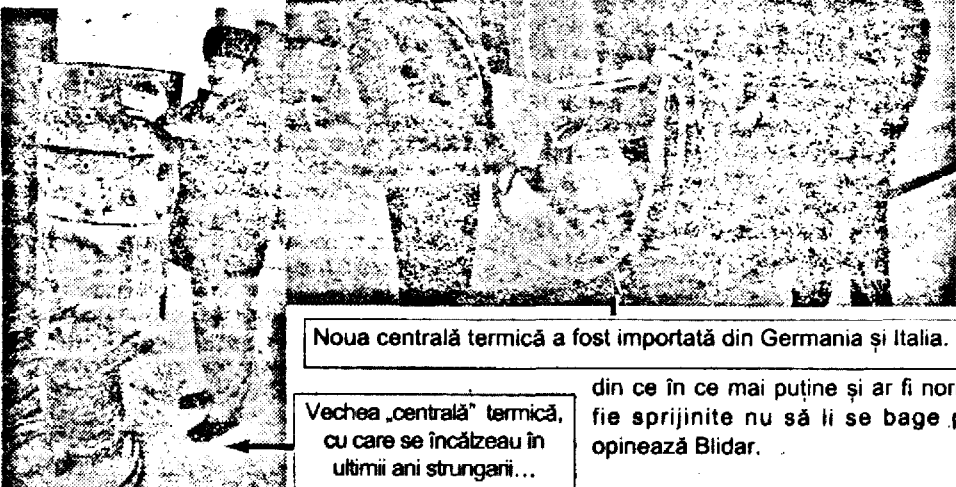 Noua centrală termică a fost importată din Germania și Italia.
Vechea „centrală" termică,
cu care se încălzeau în
ultimii ani strungarii...
din ce în ce mai puține și ar fi
fie sprijinite nu să li se bage
opinează Blidar.